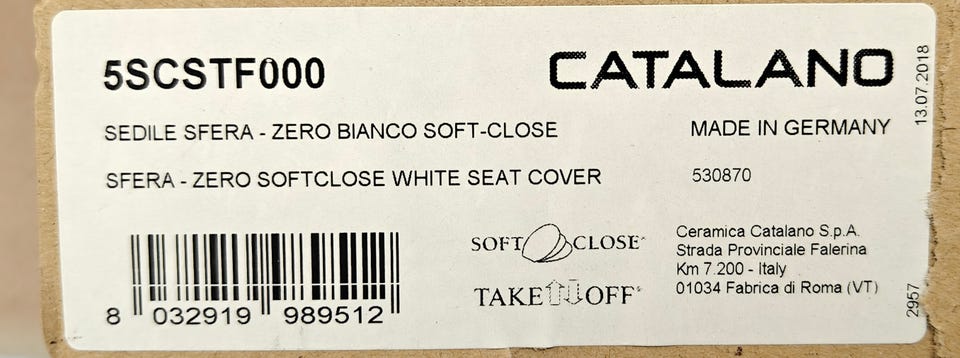 5SCSTF000
CATALANO
SEDILE SFERA - ZERO BIANCO SOFT-CLOSE
MADE IN GERMANY
SFERA - ZERO SOFTCLOSE WHITE SEAT COVER
530870
13.07.2018
SOFT CLOSE
TAKE OFF
Ceramica Catalano S.p.A.
Strada Provinciale Falerina
Km 7.200 - Italy
01034 Fabrica di Roma (VT)
8 032919 989512
2957